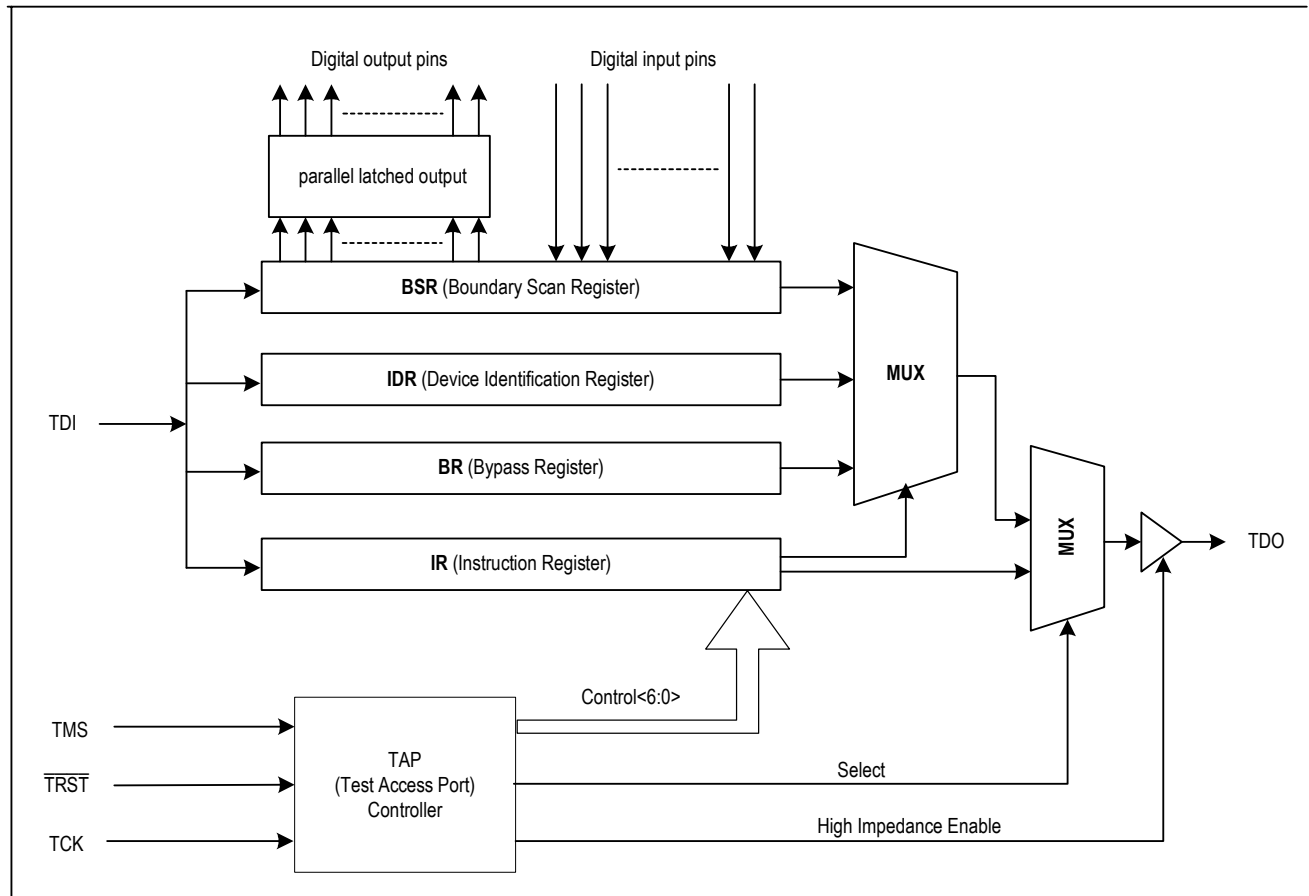 Digital output pins
Digital input pins
parallel latched output
BSR (Boundary Scan Register)
IDR (Device Identification Register)
MUX
TDI
BR (Bypass Register)
MUX
TDO
IR (Instruction Register)
Control<6:0>
TMS
TAP
(Test Access Port)
Controller
TRST
Select
TCK
High Impedance Enable